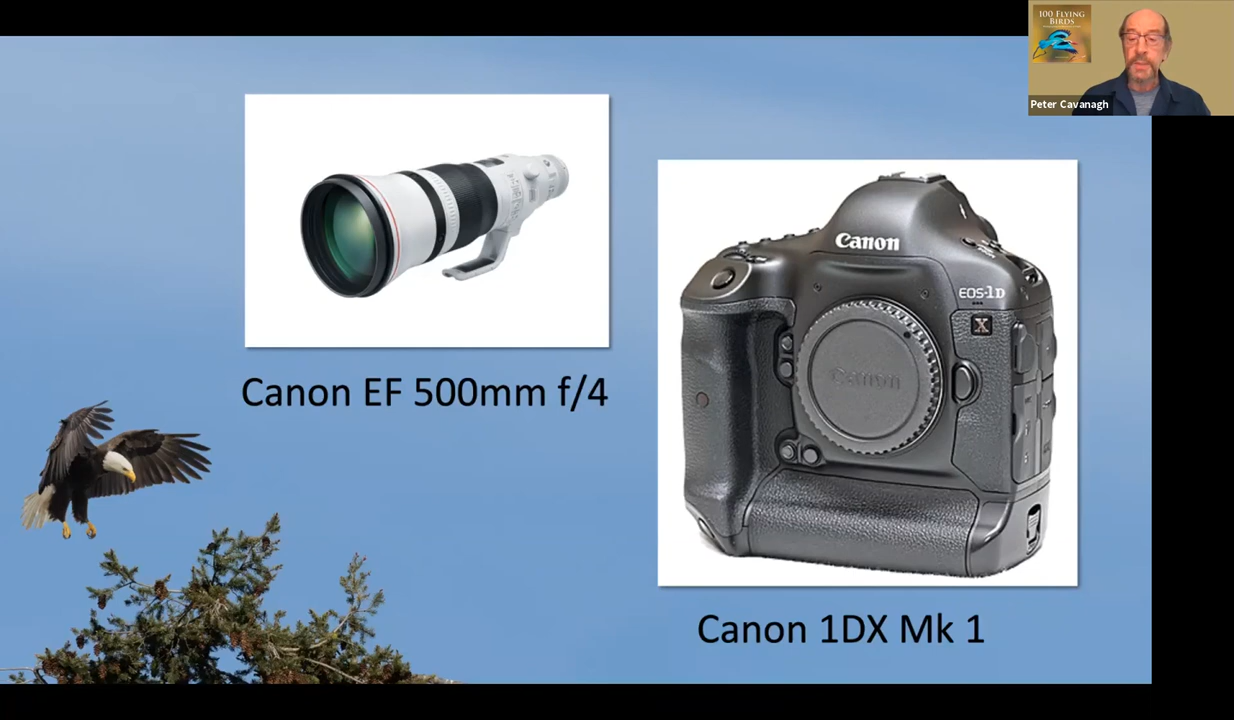 100 FLYING
BIRDS
Peter Cavanagh
Canon
EOS-1D
X
Canon
Canon EF 500mm f/4
Canon 1DX Mk 1